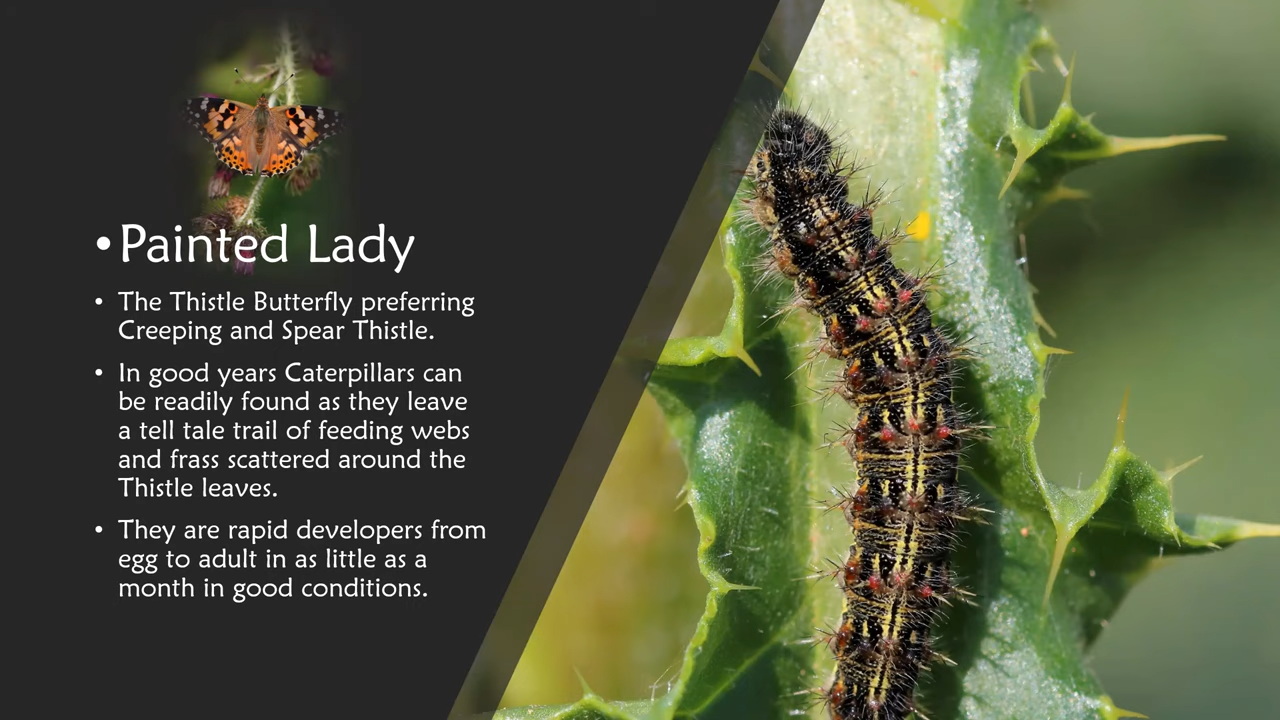 •Painted Lady
• The Thistle Butterfly preferring
Creeping and Spear Thistle.
• In good years Caterpillars can
be readily found as they leave
a tell tale trail of feeding webs
and frass scattered around the
Thistle leaves.
• They are rapid developers from
egg to adult in as little as a
month in good conditions.